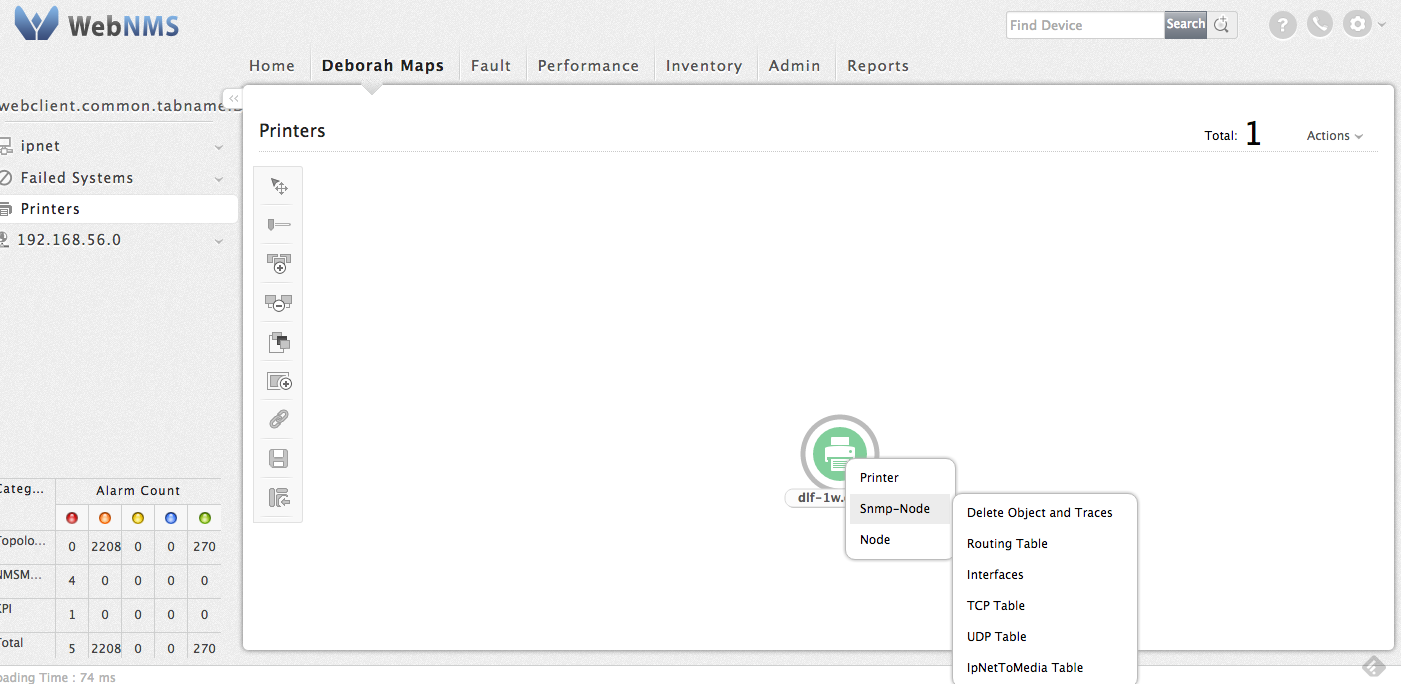 WebNMS
Find Device
Search
?
Home
Deborah Maps
Fault
Performance
Inventory
Admin
Reports
webclient.common.tabname.
ipnet
Failed Systems
Printers
192.168.56.0
Printers
Total: 1
Actions
dlf-1w.
Printer
Snmp-Node
Node
Delete Object and Traces
Routing Table
Interfaces
TCP Table
UDP Table
IpNetToMedia Table
Categ... Alarm Count
Topolo... 0 2208 0 0 270
NMSM... 4 0 0 0 0
KPI 1 0 0 0 0
Total 5 2208 0 0 270
oading Time : 74 ms